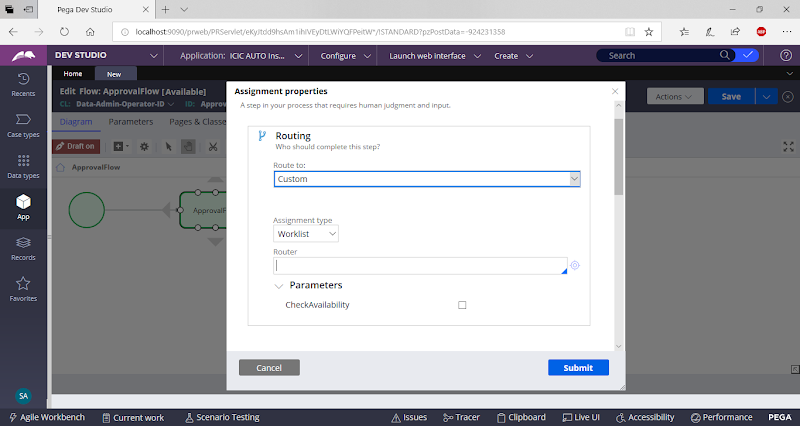 Pega Dev Studio
localhost:9090/prweb/PRServlet/eKyJtdd9hsAm1ihIVEyDtLWiYQFPeitW*/!STANDARD?pzPostData=-924231358
ABP
DEV STUDIO
Application: ICIC AUTO Ins...
Configure
Launch web interface
Create
Search
Recents
Case types
Data types
App
Records
Favorites
SA
Home
New
Edit Flow: ApprovalFlow [Available]
CL: Data-Admin-Operator-ID
ID: Approv
Actions
Save
Diagram
Parameters
Pages & Classe
Draft on
ApprovalFlow
ApprovalF
Assignment properties
A step in your process that requires human judgment and input.
Routing
Who should complete this step?
Route to:
Custom
Assignment type
Worklist
Router
Parameters
CheckAvailability
Cancel
Submit
Agile Workbench
Current work
Scenario Testing
Issues
Tracer
Clipboard
Live UI
Accessibility
Performance
PEGA